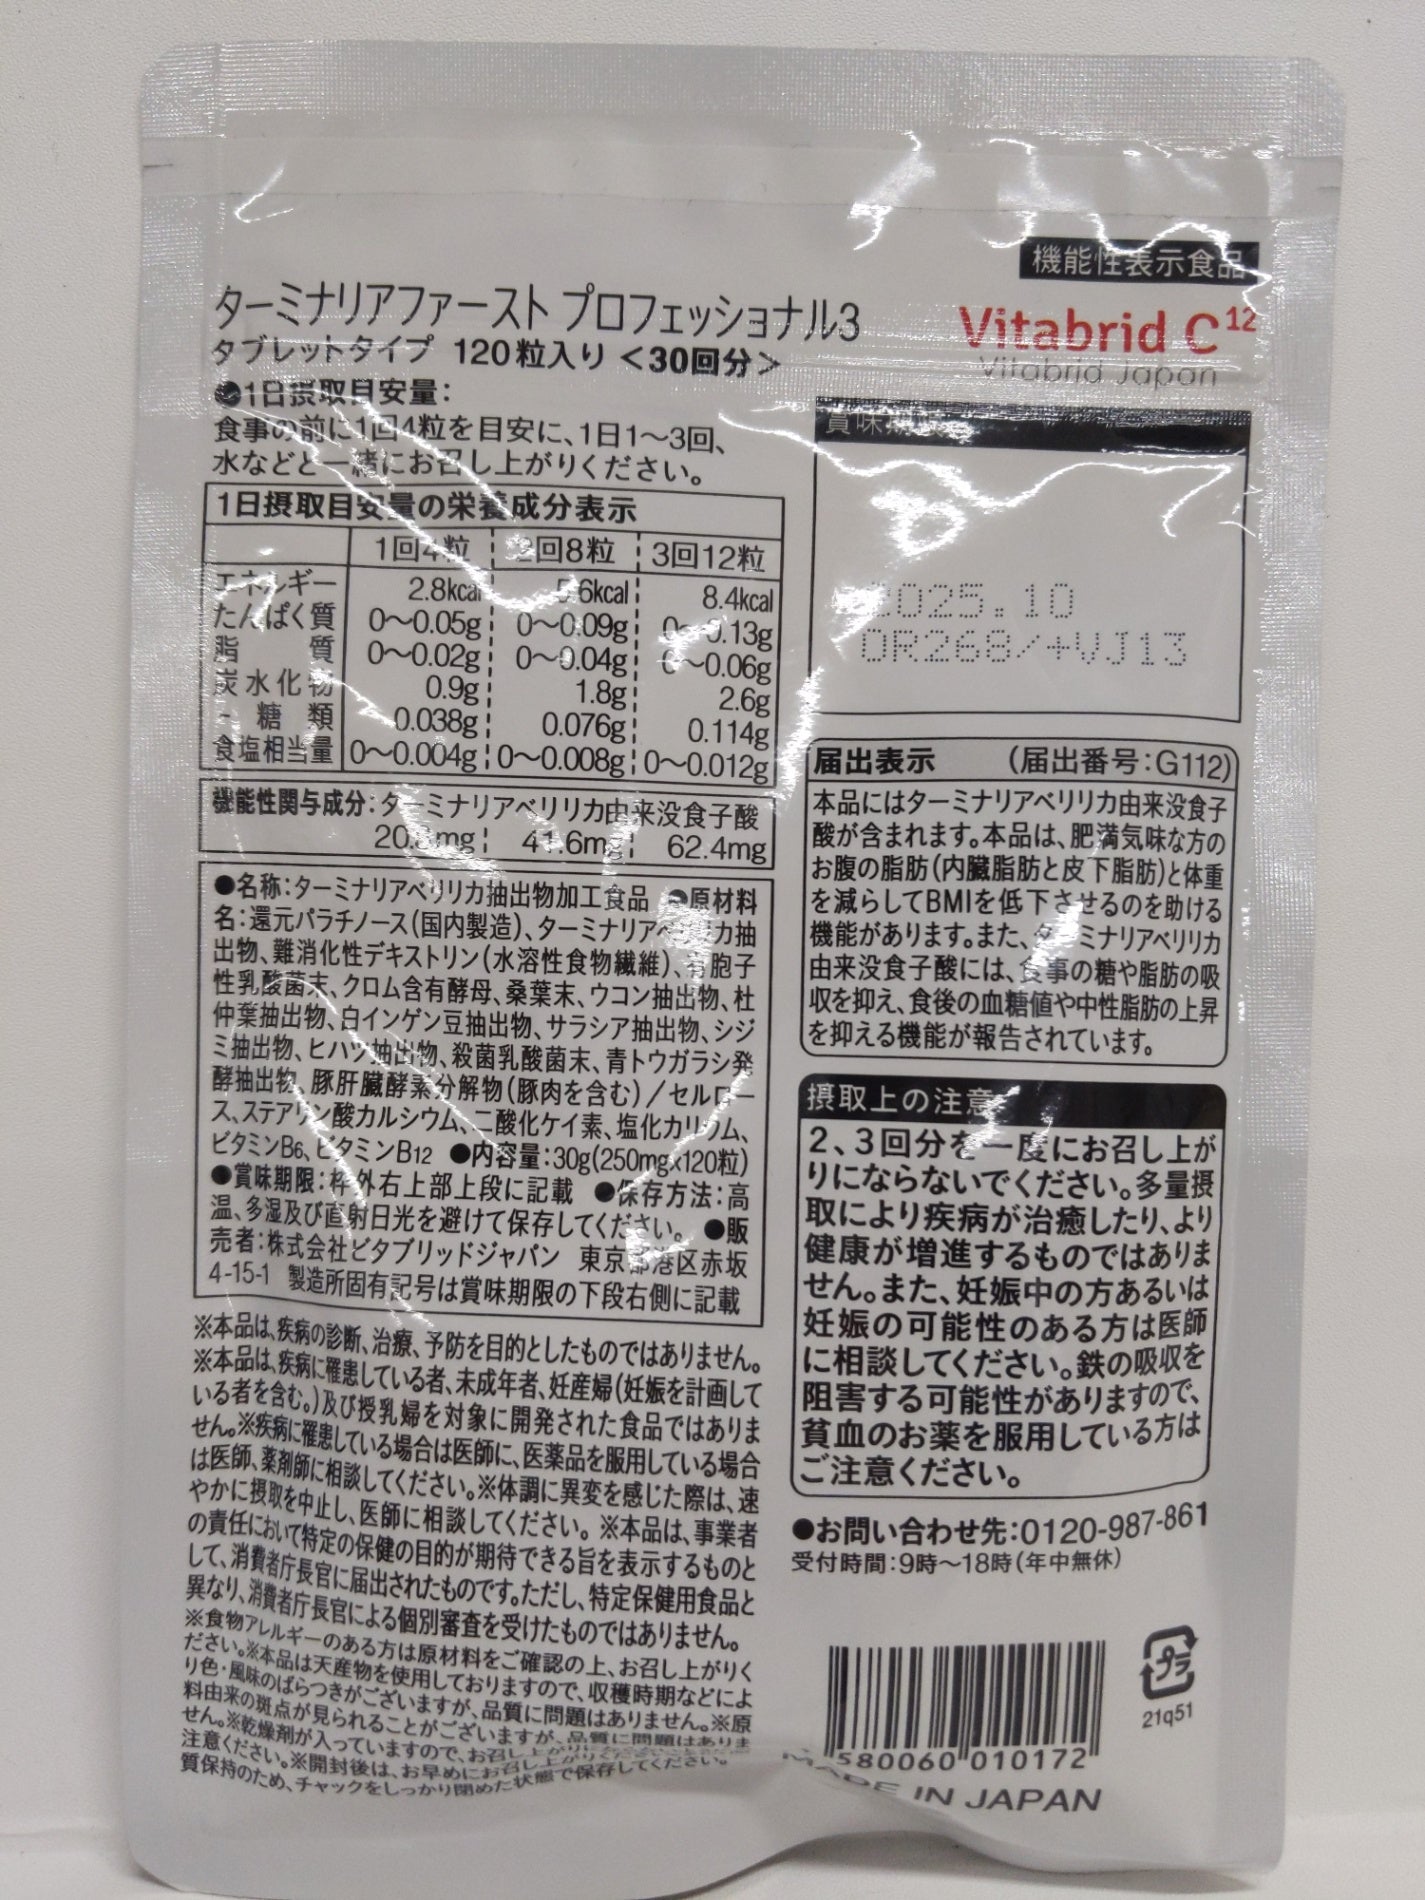 機能性表示食品
ターミナリアファースト プロフェッショナル3
タブレットタイプ 120粒入り＜30回分＞
Vitabrid C¹²
Vitabrid Japan
●1日摂取目安量：
食事の前に1回4粒を目安に、1日1〜3回、
水などと一緒にお召し上がりください。
1日摂取目安量の栄養成分表示
1回4粒 2回8粒 3回12粒
エネルギー 2.8kcal 5.6kcal 8.4kcal
たんぱく質 0〜0.05g 0〜0.09g 0〜0.13g
脂質 0〜0.02g 0〜0.04g 0〜0.06g
炭水化物 0.9g 1.8g 2.6g
- 糖類 0.038g 0.076g 0.114g
食塩相当量 0〜0.004g 0〜0.008g 0〜0.012g
機能性関与成分：ターミナリアベリリカ由来没食子酸
20.8mg 41.6mg 62.4mg
●名称：ターミナリアベリリカ抽出物加工食品 ●原材料
名：還元パラチノース（国内製造）、ターミナリアベリリカ抽
出物、難消化性デキストリン（水溶性食物繊維）、有胞子
性乳酸菌末、クロム含有酵母、桑葉末、ウコン抽出物、杜
仲葉抽出物、白インゲン豆抽出物、サラシア抽出物、シジ
ミ抽出物、ヒハツ抽出物、殺菌乳酸菌末、青トウガラシ発
酵抽出物、豚肝臓酵素分解物（豚肉を含む）／セルロー
ス、ステアリン酸カルシウム、二酸化ケイ素、塩化カリウム、
ビタミンB6、ビタミンB12 ●内容量：30g(250mg×120粒)
●賞味期限：枠外右上部上段に記載 ●保存方法：高
温、多湿及び直射日光を避けて保存してください。 ●販
売者：株式会社ビタブリッドジャパン 東京都港区赤坂
4-15-1 製造所固有記号は賞味期限の下段右側に記載
※本品は、疾病の診断、治療、予防を目的としたものではありません。
※本品は、疾病に罹患している者、未成年者、妊産婦（妊娠を計画して
いる者を含む。）及び授乳婦を対象に開発された食品ではありま
せん。※疾病に罹患している場合は医師に、医薬品を服用している場合
は医師、薬剤師に相談してください。※体調に異変を感じた際は、速
やかに摂取を中止し、医師に相談してください。 ※本品は、事業者
の責任において特定の保健の目的が期待できる旨を表示するものと
して、消費者庁長官に届出されたものです。ただし、特定保健用食品と
異なり、消費者庁長官による個別審査を受けたものではありません。
※食物アレルギーのある方は原材料をご確認の上、お召し上がりく
ださい。※本品は天産物を使用しておりますので、収穫時期などによ
り色・風味のばらつきがございますが、品質に問題はありません。※原
料由来の斑点が見られることがございますが、品質に問題はありま
せん。※乾燥剤が入っていますので、お召し上がりに
注意ください。※開封後は、お早めにお召し上がりください。
質保持のため、チャックをしっかり閉めた状態で保存してください。
賞味期限
2025.10
OR268/+VJ13
届出表示 （届出番号：G112）
本品にはターミナリアベリリカ由来没食子
酸が含まれます。本品は、肥満気味な方の
お腹の脂肪（内臓脂肪と皮下脂肪）と体重
を減らしてBMIを低下させるのを助ける
機能があります。また、ターミナリアベリリカ
由来没食子酸には、食事の糖や脂肪の吸
収を抑え、食後の血糖値や中性脂肪の上昇
を抑える機能が報告されています。
摂取上の注意
2、3回分を一度にお召し上が
りにならないでください。多量摂
取により疾病が治癒したり、より
健康が増進するものではありま
せん。また、妊娠中の方あるいは
妊娠の可能性のある方は医師
に相談してください。鉄の吸収を
阻害する可能性がありますので、
貧血のお薬を服用している方は
ご注意ください。
●お問い合わせ先：0120-987-861
受付時間：9時〜18時（年中無休）
580060 010172
プラ
21q51
MADE IN JAPAN